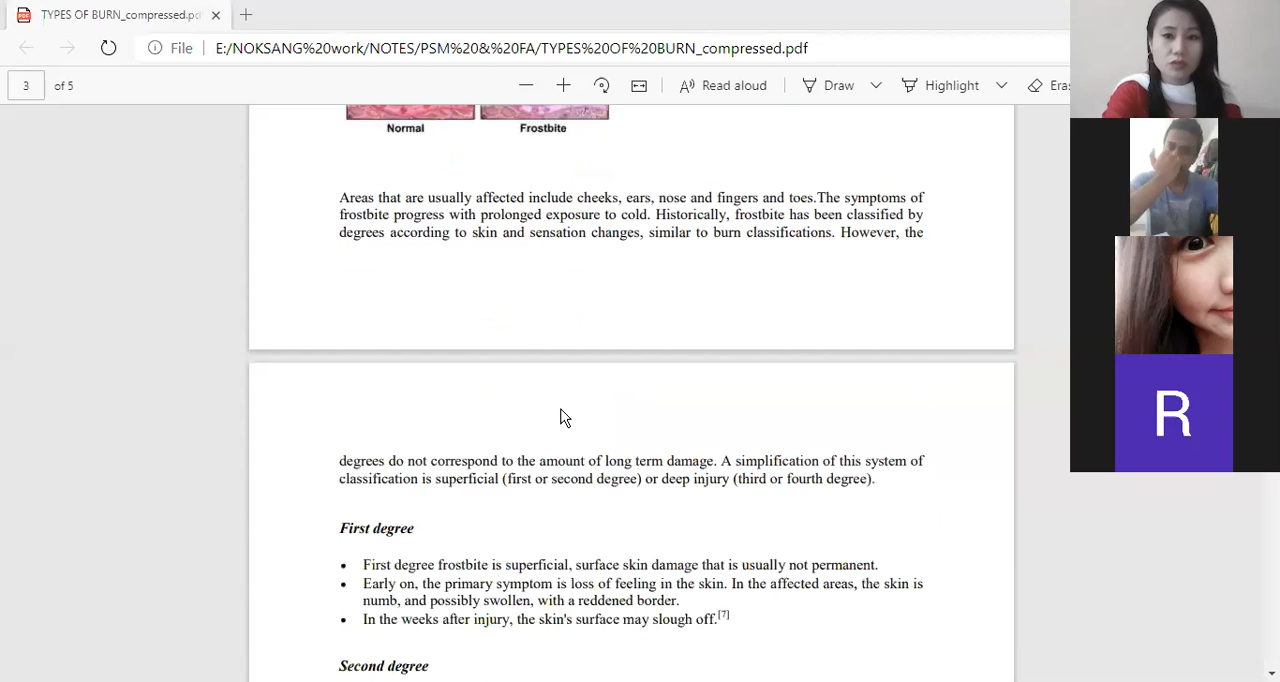 TYPES OF BURN_compressed.pd
File
E:/NOKSANG%20work/NOTES/PSM%20&%20FA/TYPES%20OF%20BURN_compressed.pdf
3 of 5
Read aloud
Draw
Highlight
Eras
Normal Frostbite
Areas that are usually affected include cheeks, ears, nose and fingers and toes.The symptoms of
frostbite progress with prolonged exposure to cold. Historically, frostbite has been classified by
degrees according to skin and sensation changes, similar to burn classifications. However, the
degrees do not correspond to the amount of long term damage. A simplification of this system of
classification is superficial (first or second degree) or deep injury (third or fourth degree).
First degree
• First degree frostbite is superficial, surface skin damage that is usually not permanent.
• Early on, the primary symptom is loss of feeling in the skin. In the affected areas, the skin is
numb, and possibly swollen, with a reddened border.
• In the weeks after injury, the skin's surface may slough off.[7]
Second degree
R